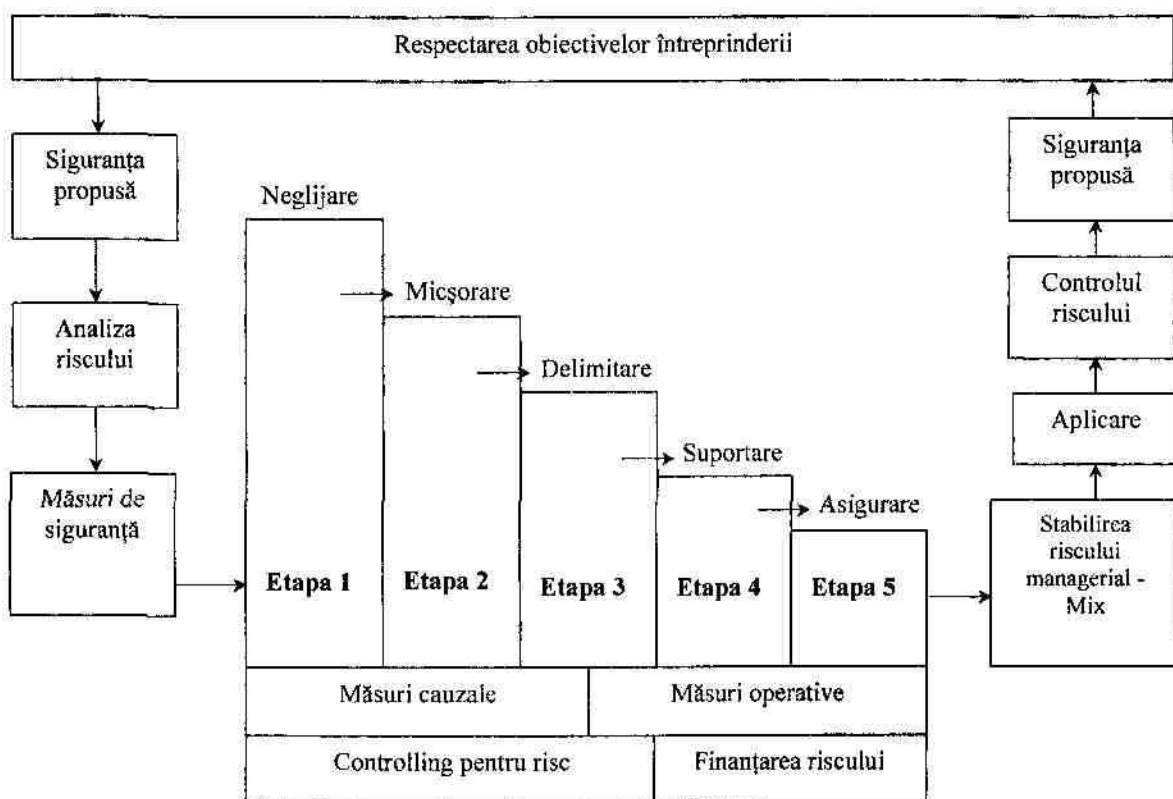 Respectarea obiectivelor întreprinderii
Siguranța
propusă
Analiza
riscului
Măsuri de
siguranță
Neglijare
Micșorare
Delimitare
Suportare
Asigurare
Etapa 1
Etapa 2
Etapa 3
Etapa 4
Etapa 5
Măsuri cauzale
Măsuri operative
Controlling pentru risc
Finanțarea riscului
Siguranța
propusă
Controlul
riscului
Aplicare
Stabilirea
riscului
managerial -
Mix